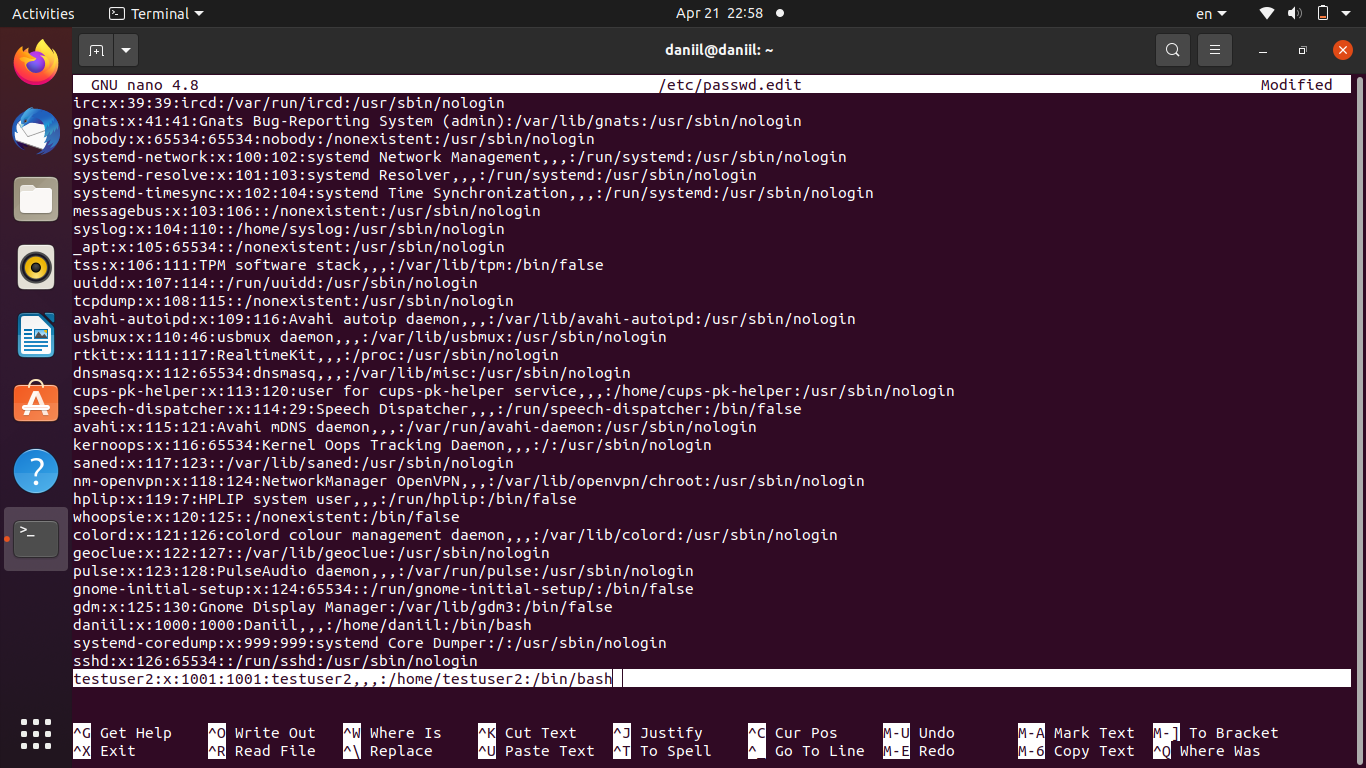 Activities Terminal Apr 21 22:58 en
daniil@daniil: ~
GNU nano 4.8 /etc/passwd.edit Modified
irc:x:39:39:ircd:/var/run/ircd:/usr/sbin/nologin
gnats:x:41:41:Gnats Bug-Reporting System (admin):/var/lib/gnats:/usr/sbin/nologin
nobody:x:65534:65534:nobody:/nonexistent:/usr/sbin/nologin
systemd-network:x:100:102:systemd Network Management,,,:/run/systemd:/usr/sbin/nologin
systemd-resolve:x:101:103:systemd Resolver,,,:/run/systemd:/usr/sbin/nologin
systemd-timesync:x:102:104:systemd Time Synchronization,,,:/run/systemd:/usr/sbin/nologin
messagebus:x:103:106::/nonexistent:/usr/sbin/nologin
syslog:x:104:110::/home/syslog:/usr/sbin/nologin
_apt:x:105:65534::/nonexistent:/usr/sbin/nologin
tss:x:106:111:TPM software stack,,,:/var/lib/tpm:/bin/false
uuidd:x:107:114::/run/uuidd:/usr/sbin/nologin
tcpdump:x:108:115::/nonexistent:/usr/sbin/nologin
avahi-autoipd:x:109:116:Avahi autoip daemon,,,:/var/lib/avahi-autoipd:/usr/sbin/nologin
usbmux:x:110:46:usbmux daemon,,,:/var/lib/usbmux:/usr/sbin/nologin
rtkit:x:111:117:RealtimeKit,,,:/proc:/usr/sbin/nologin
dnsmasq:x:112:65534:dnsmasq,,,:/var/lib/misc:/usr/sbin/nologin
cups-pk-helper:x:113:120:user for cups-pk-helper service,,,:/home/cups-pk-helper:/usr/sbin/nologin
speech-dispatcher:x:114:29:Speech Dispatcher,,,:/run/speech-dispatcher:/bin/false
avahi:x:115:121:Avahi mDNS daemon,,,:/var/run/avahi-daemon:/usr/sbin/nologin
kernoops:x:116:65534:Kernel Oops Tracking Daemon,,,:/:/usr/sbin/nologin
saned:x:117:123::/var/lib/saned:/usr/sbin/nologin
nm-openvpn:x:118:124:NetworkManager OpenVPN,,,:/var/lib/openvpn/chroot:/usr/sbin/nologin
hplip:x:119:7:HPLIP system user,,,:/run/hplip:/bin/false
whoopsie:x:120:125::/nonexistent:/bin/false
colord:x:121:126:colord colour management daemon,,,:/var/lib/colord:/usr/sbin/nologin
geoclue:x:122:127::/var/lib/geoclue:/usr/sbin/nologin
pulse:x:123:128:PulseAudio daemon,,,:/var/run/pulse:/usr/sbin/nologin
gnome-initial-setup:x:124:65534::/run/gnome-initial-setup/:/bin/false
gdm:x:125:130:Gnome Display Manager:/var/lib/gdm3:/bin/false
daniil:x:1000:1000:Daniil,,,:/home/daniil:/bin/bash
systemd-coredump:x:999:999:systemd Core Dumper:/:/usr/sbin/nologin
sshd:x:126:65534::/run/sshd:/usr/sbin/nologin
testuser2:x:1001:1001:testuser2,,,:/home/testuser2:/bin/bash
^G Get Help ^O Write Out ^W Where Is ^K Cut Text ^J Justify ^C Cur Pos M-U Undo M-A Mark Text M-] To Bracket
^X Exit ^R Read File ^\ Replace ^U Paste Text ^T To Spell ^_ Go To Line M-E Redo M-6 Copy Text ^Q Where Was